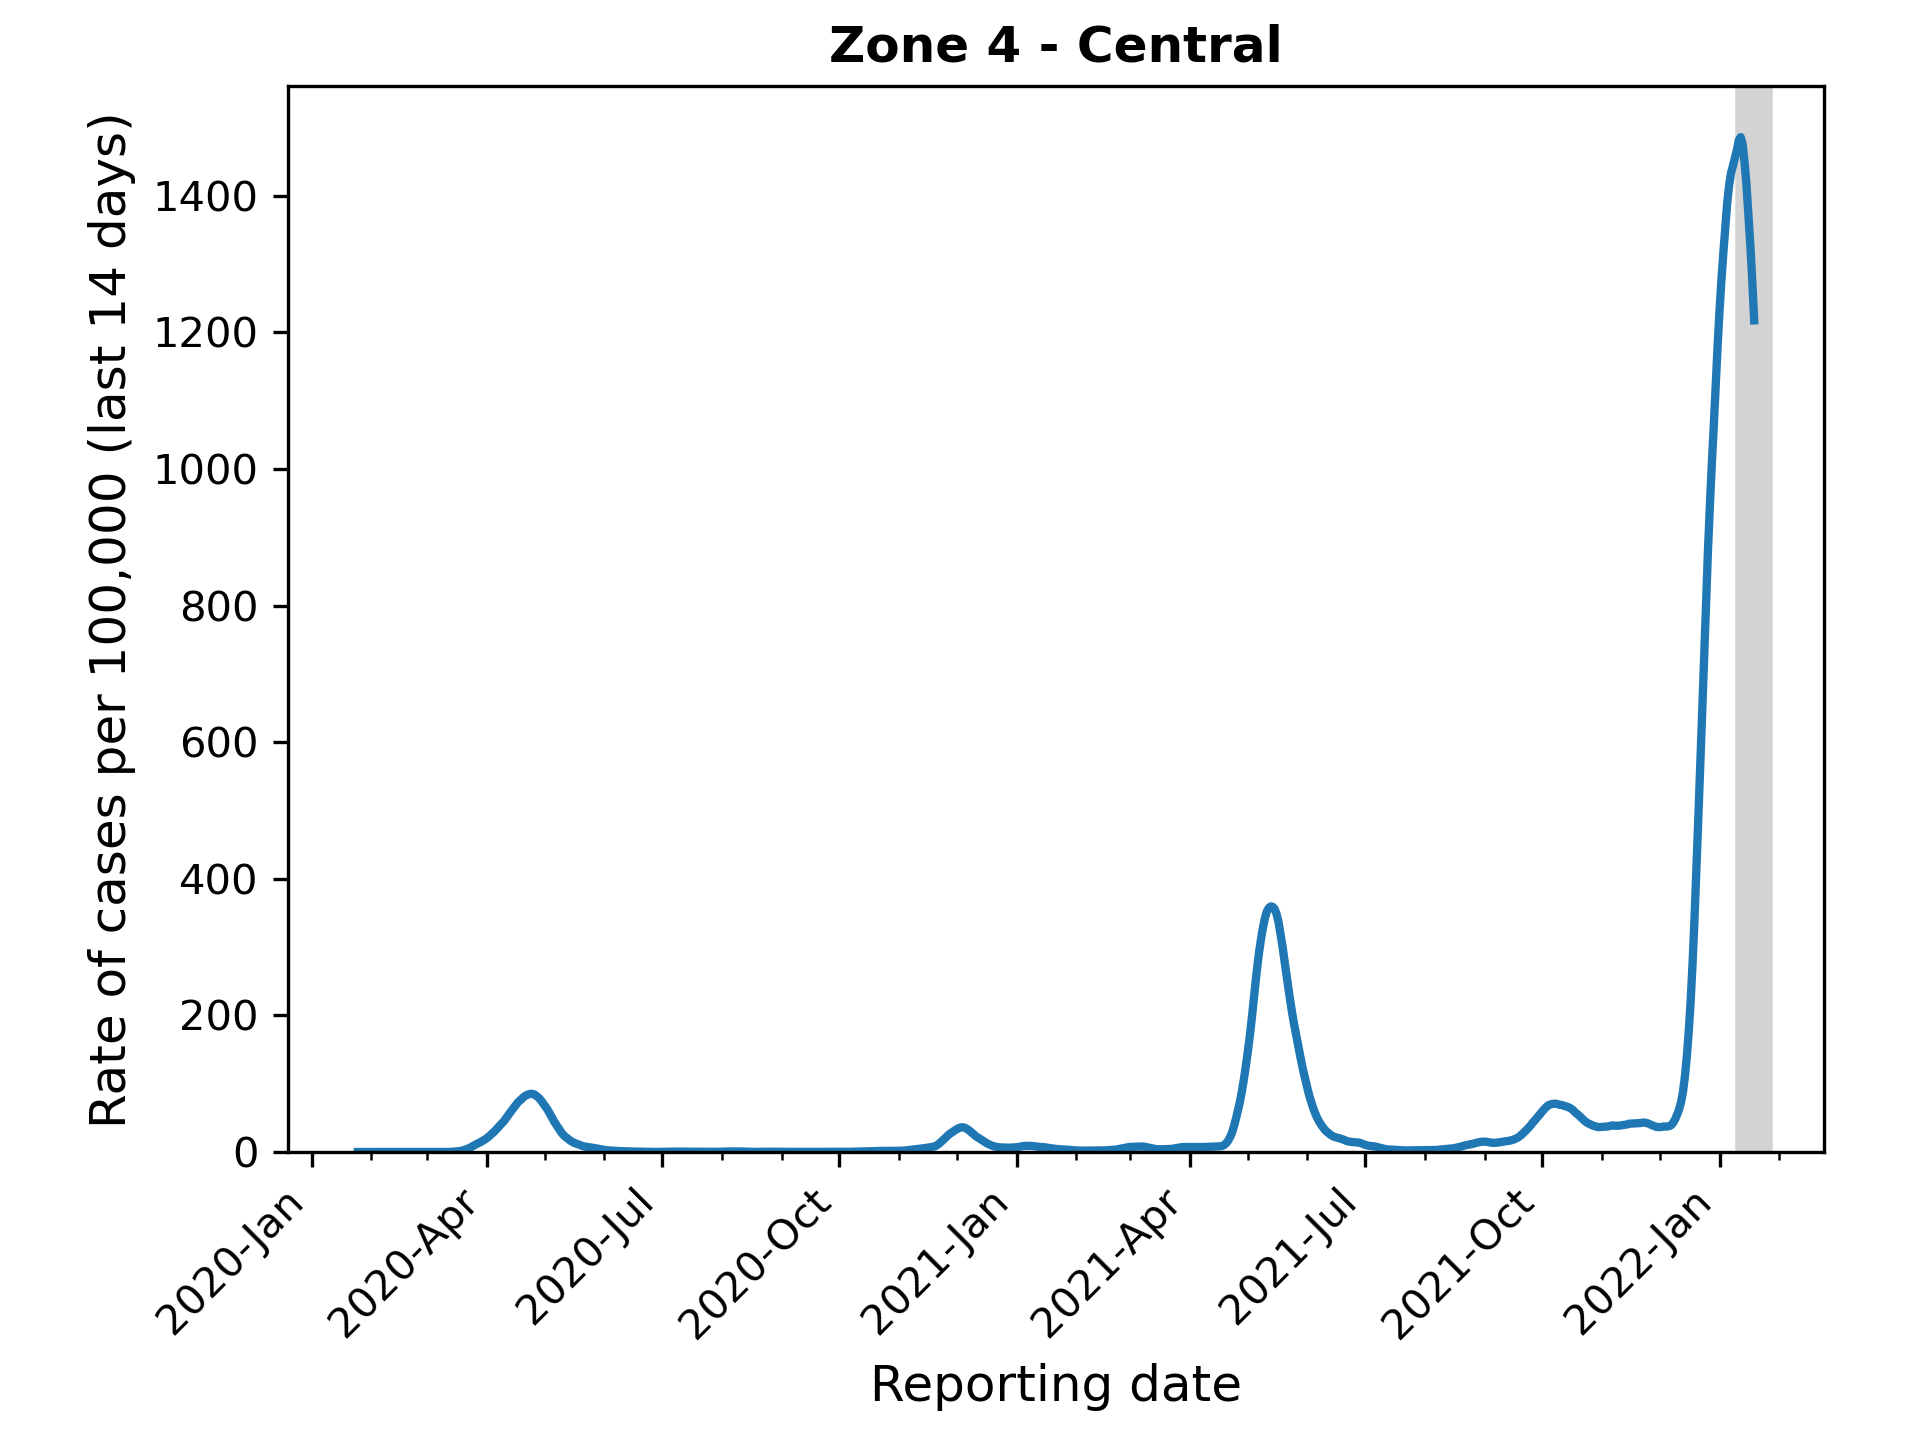 Zone 4 - Central
Rate of cases per 100,000 (last 14 days)
1400
1200
1000
800
600
400
200
0
2020-Jan
2020-Apr
2020-Jul
2020-Oct
2021-Jan
2021-Apr
2021-Jul
2021-Oct
2022-Jan
Reporting date